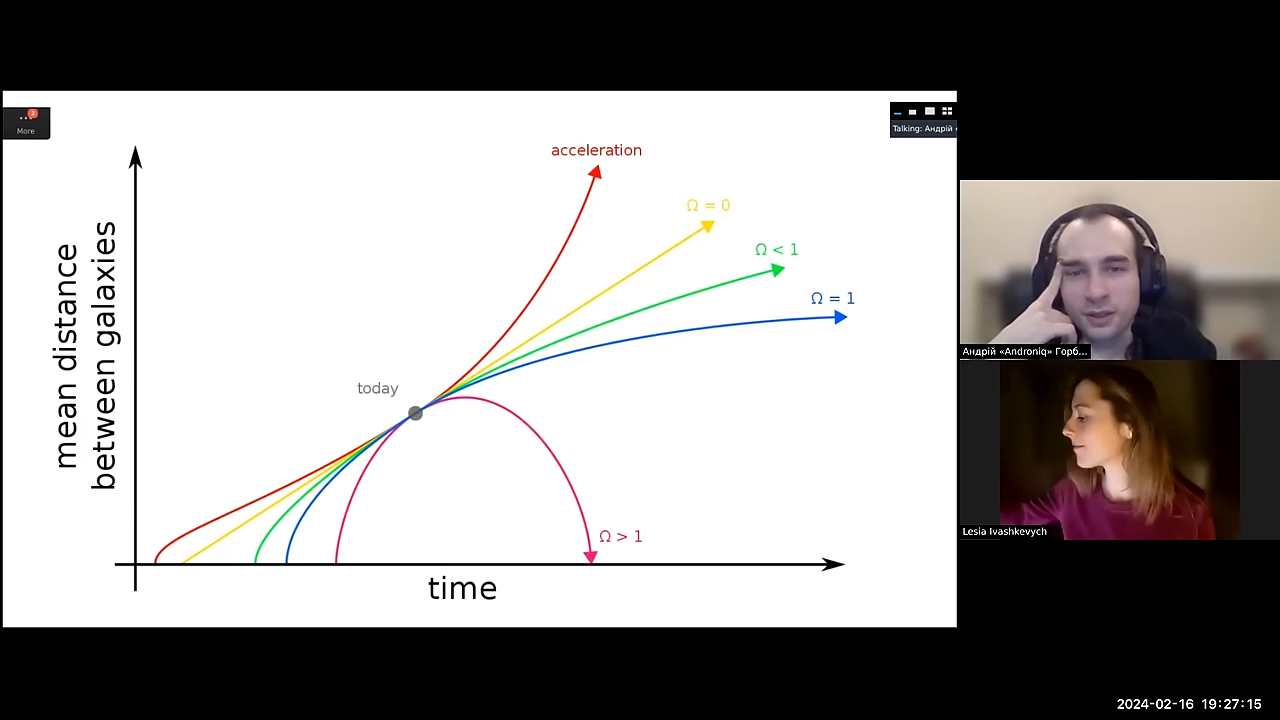 2
More
Talking: Андрій «
acceleration
Ω = 0
Ω < 1
Ω = 1
mean distance
between galaxies
today
Ω > 1
time
Андрій «Androniq» Горб...
Lesia Ivashkevych
2024-02-16 19:27:15